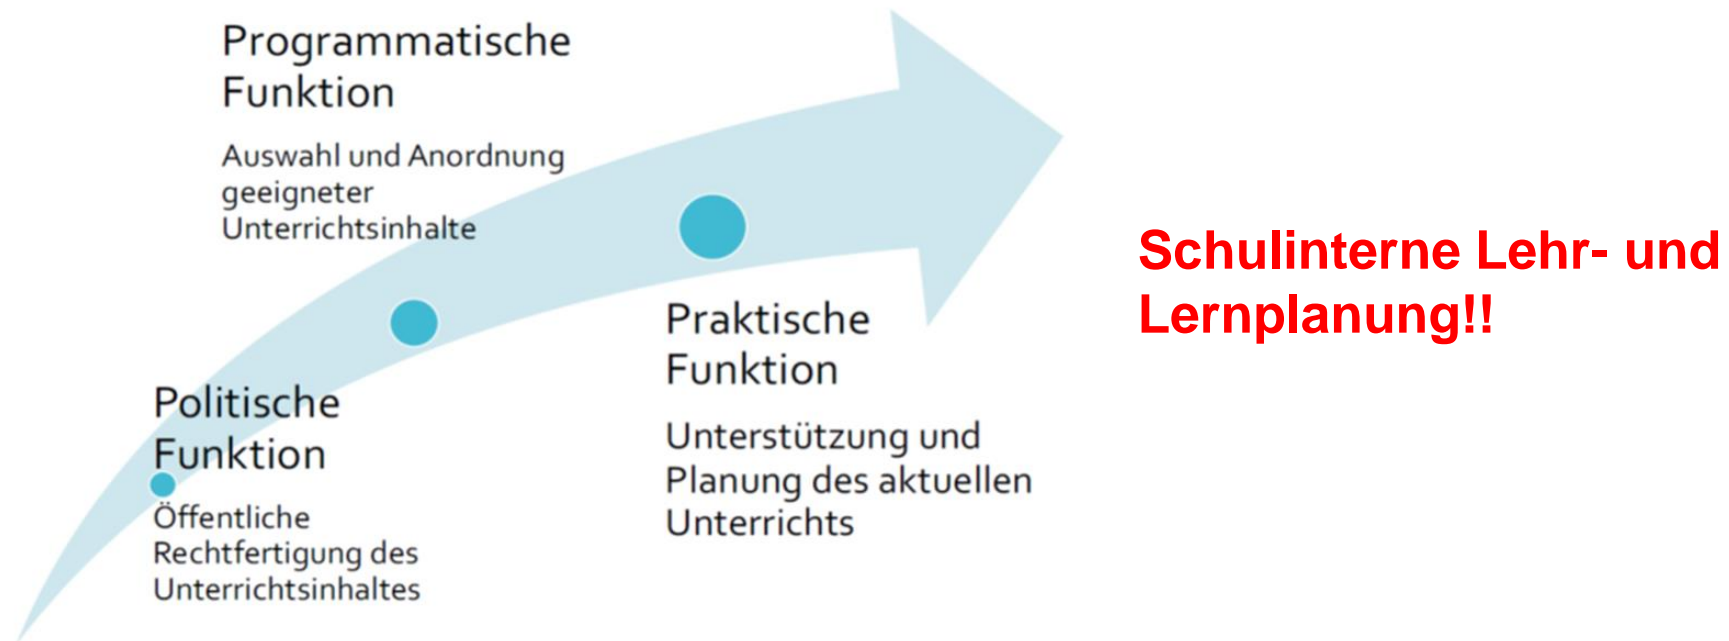 Programmatische
Funktion
Auswahl und Anordnung
geeigneter
Unterrichtsinhalte
Politische
Funktion
Öffentliche
Rechtfertigung des
Unterrichtsinhaltes
Praktische
Funktion
Unterstützung und
Planung des aktuellen
Unterrichts
Schulinterne Lehr- und
Lernplanung!!